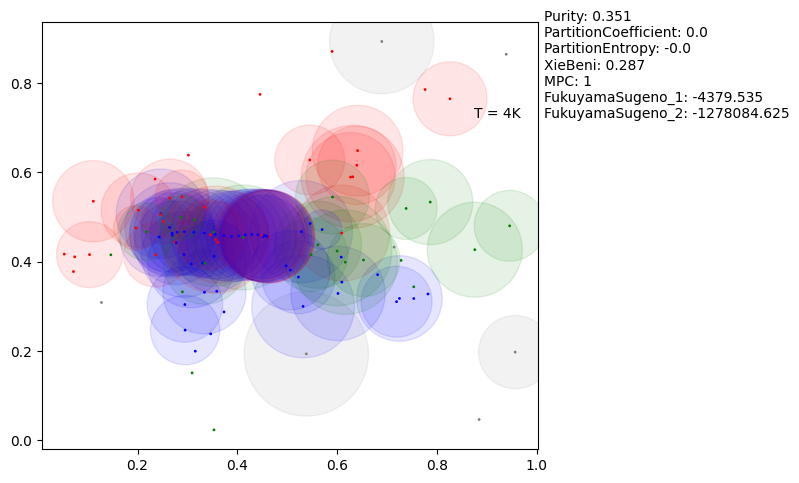 Purity: 0.351
PartitionCoefficient: 0.0
PartitionEntropy: -0.0
XieBeni: 0.287
MPC: 1
FukuyamaSugeno_1: -4379.535
FukuyamaSugeno_2: -1278084.625
T = 4K
0.8
0.6
0.4
0.2
0.0
0.2
0.4
0.6
0.8
1.0